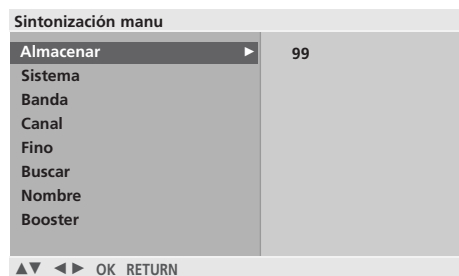 Sintonización manu
Almacenar ► 99
Sistema
Banda
Canal
Fino
Buscar
Nombre
Booster
▲▼ ◄► OK RETURN